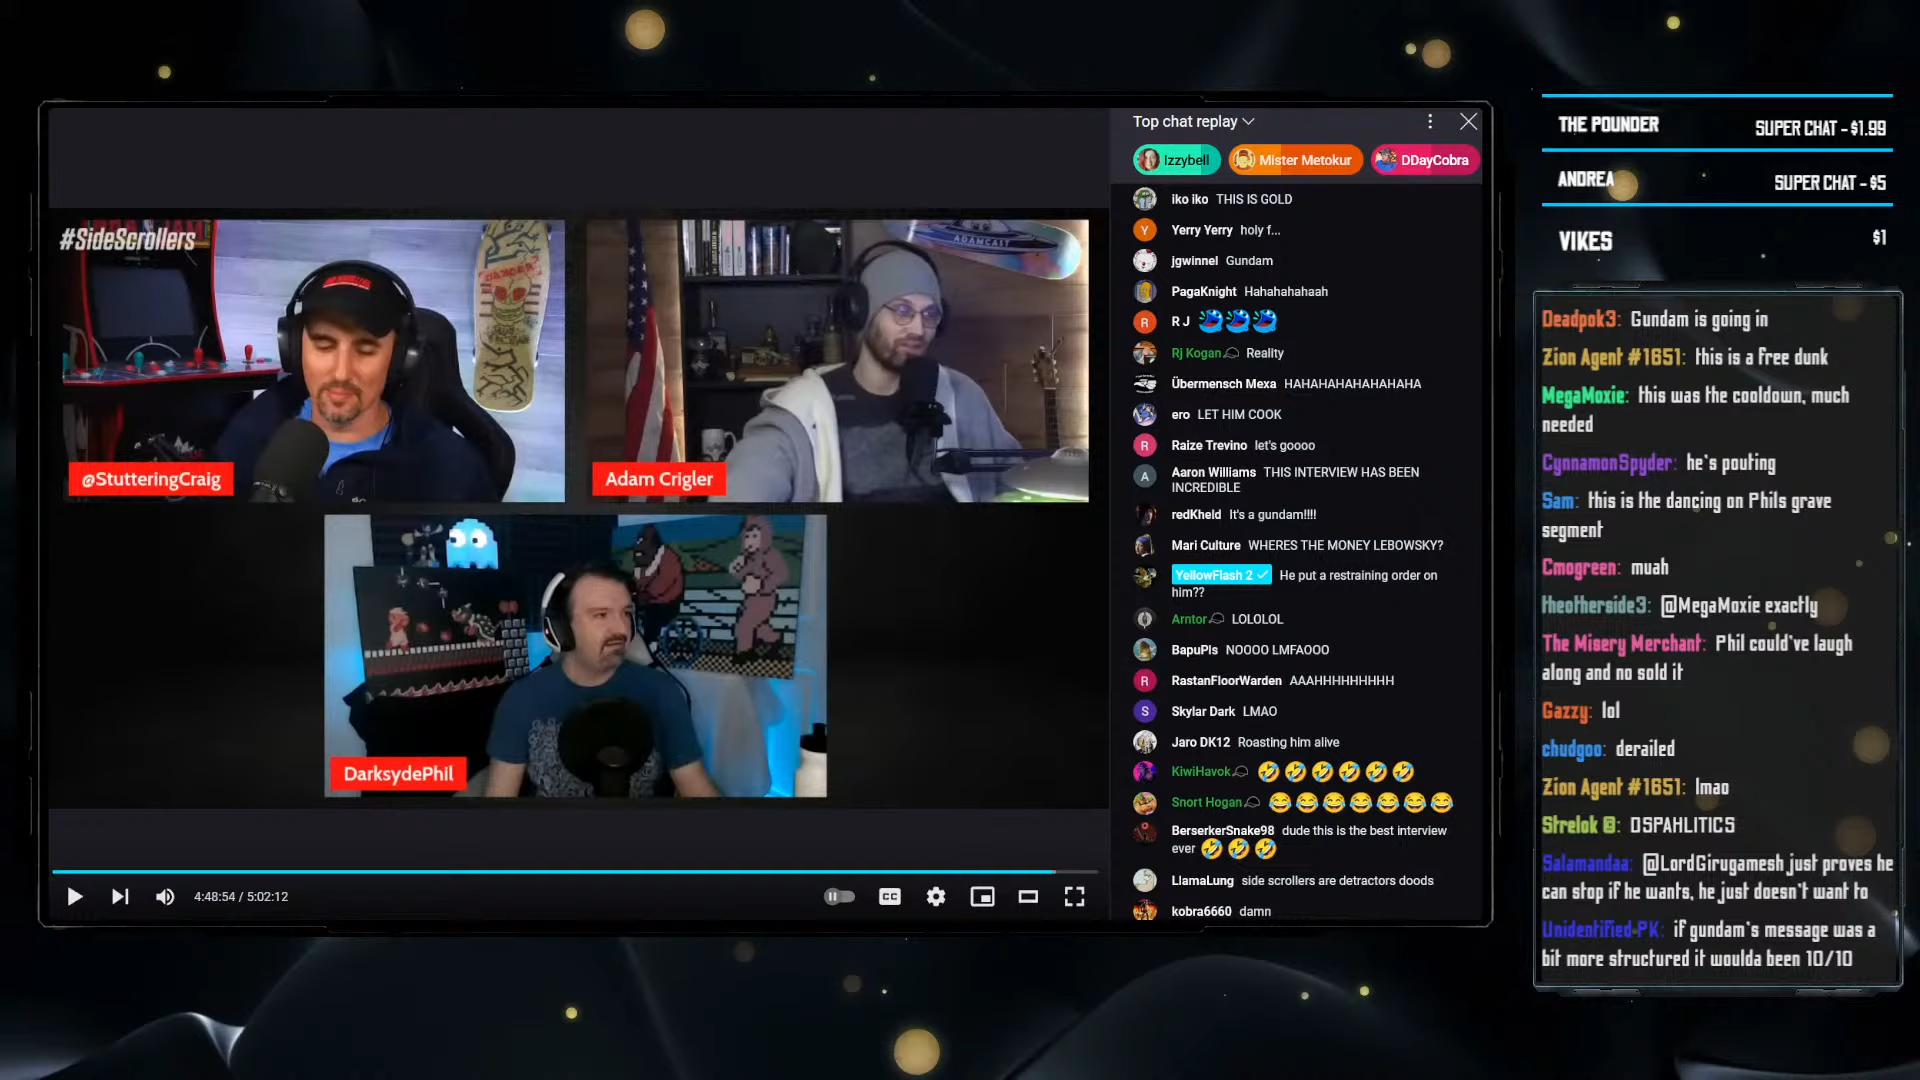 #SideScrollers
@StutteringCraig
ADAMCAST
Adam Crigler
DarksydePhil
4:48:54 / 5:02:12
CC
Top chat replay
Izzybell
Mister Metokur
DDayCobra
iko iko THIS IS GOLD
Y Yerry Yerry holy f...
jgwinnel Gundam
PagaKnight Hahahahahaah
R R J
Rj Kogan Reality
Übermensch Mexa HAHAHAHAHAHAHAHA
ero LET HIM COOK
R Raize Trevino let's goooo
A Aaron Williams THIS INTERVIEW HAS BEEN
INCREDIBLE
redKheld It's a gundam!!!!
Mari Culture WHERES THE MONEY LEBOWSKY?
YellowFlash 2 He put a restraining order on
him??
Arntor LOLOLOL
BapuPls NOOOO LMFAOOO
R RastanFloorWarden AAAHHHHHHHHH
S Skylar Dark LMAO
Jaro DK12 Roasting him alive
KiwiHavok 🤣🤣🤣🤣🤣🤣
Snort Hogan 😂😂😂😂😂😂😂
BerserkerSnake98 dude this is the best interview
ever 🤣🤣🤣
LlamaLung side scrollers are detractors doods
kobra6660 damn
THE POUNDER SUPER CHAT - $1.99
ANDREA SUPER CHAT - $5
VIKES $1
Deadpok3: Gundam is going in
Zion Agent #1651: this is a free dunk
MegaMoxie: this was the cooldown, much
needed
CynnamonSpyder: he's pouting
Sam: this is the dancing on Phils grave
segment
Cmogreen: muah
theotherside3: @MegaMoxie exactly
The Misery Merchant: Phil could've laugh
along and no sold it
Gazzy: lol
chudgoo: derailed
Zion Agent #1651: lmao
Strelok: DSPAHLITICS
Salamandaa: @LordGirugamesh just proves he
can stop if he wants, he just doesn't want to
Unidentified-PK: if gundam's message was a
bit more structured it woulda been 10/10